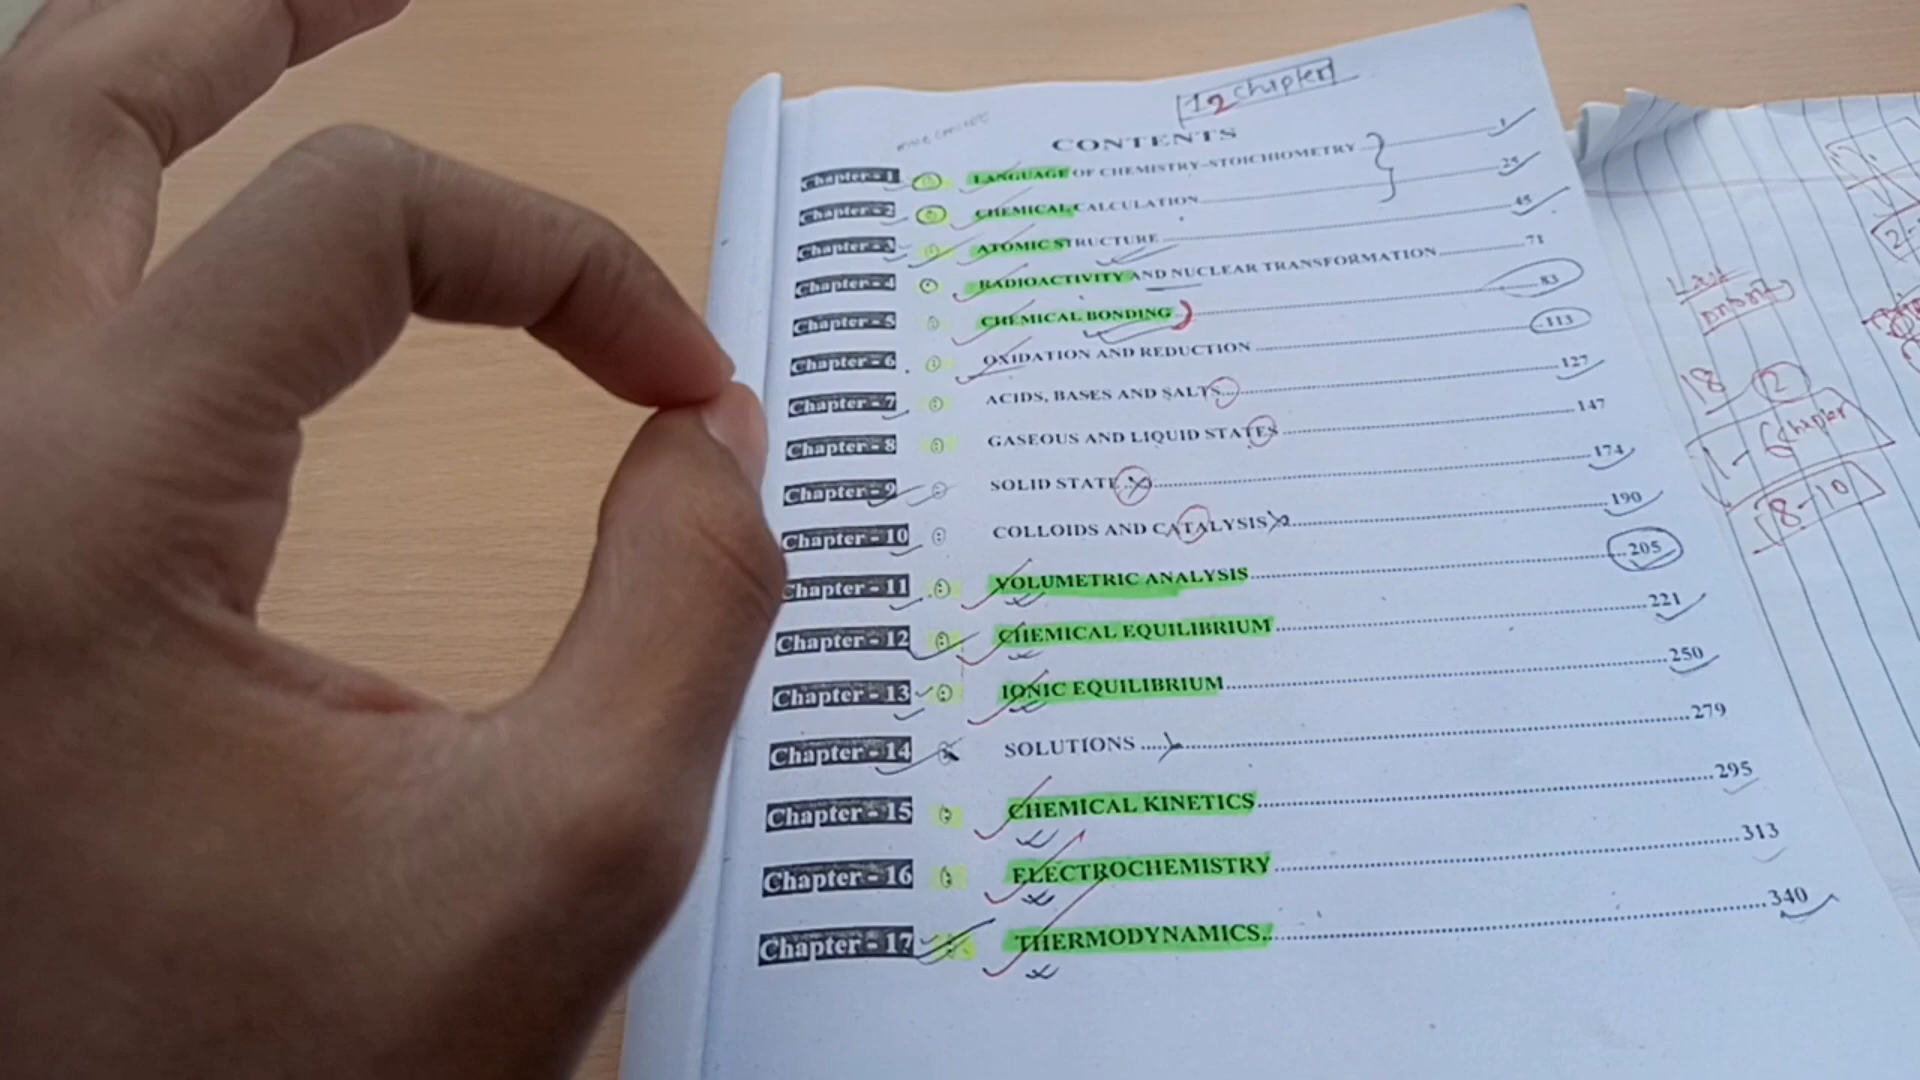 12 chapter
CONTENTS
Chapter - 1 LANGUAGE OF CHEMISTRY-STOICHIOMETRY 1
Chapter - 2 CHEMICAL CALCULATION 25
Chapter - 3 ATOMIC STRUCTURE 45
Chapter - 4 RADIOACTIVITY AND NUCLEAR TRANSFORMATION 71
Chapter - 5 CHEMICAL BONDING 83
Chapter - 6 OXIDATION AND REDUCTION 113
Chapter - 7 ACIDS, BASES AND SALTS 127
Chapter - 8 GASEOUS AND LIQUID STATES 147
Chapter - 9 SOLID STATE 174
Chapter - 10 COLLOIDS AND CATALYSIS 190
Chapter - 11 VOLUMETRIC ANALYSIS 205
Chapter - 12 CHEMICAL EQUILIBRIUM 221
Chapter - 13 IONIC EQUILIBRIUM 250
Chapter - 14 SOLUTIONS 279
Chapter - 15 CHEMICAL KINETICS 295
Chapter - 16 ELECTROCHEMISTRY 313
Chapter - 17 THERMODYNAMICS 340
18 2
1-6 chapter
8-10